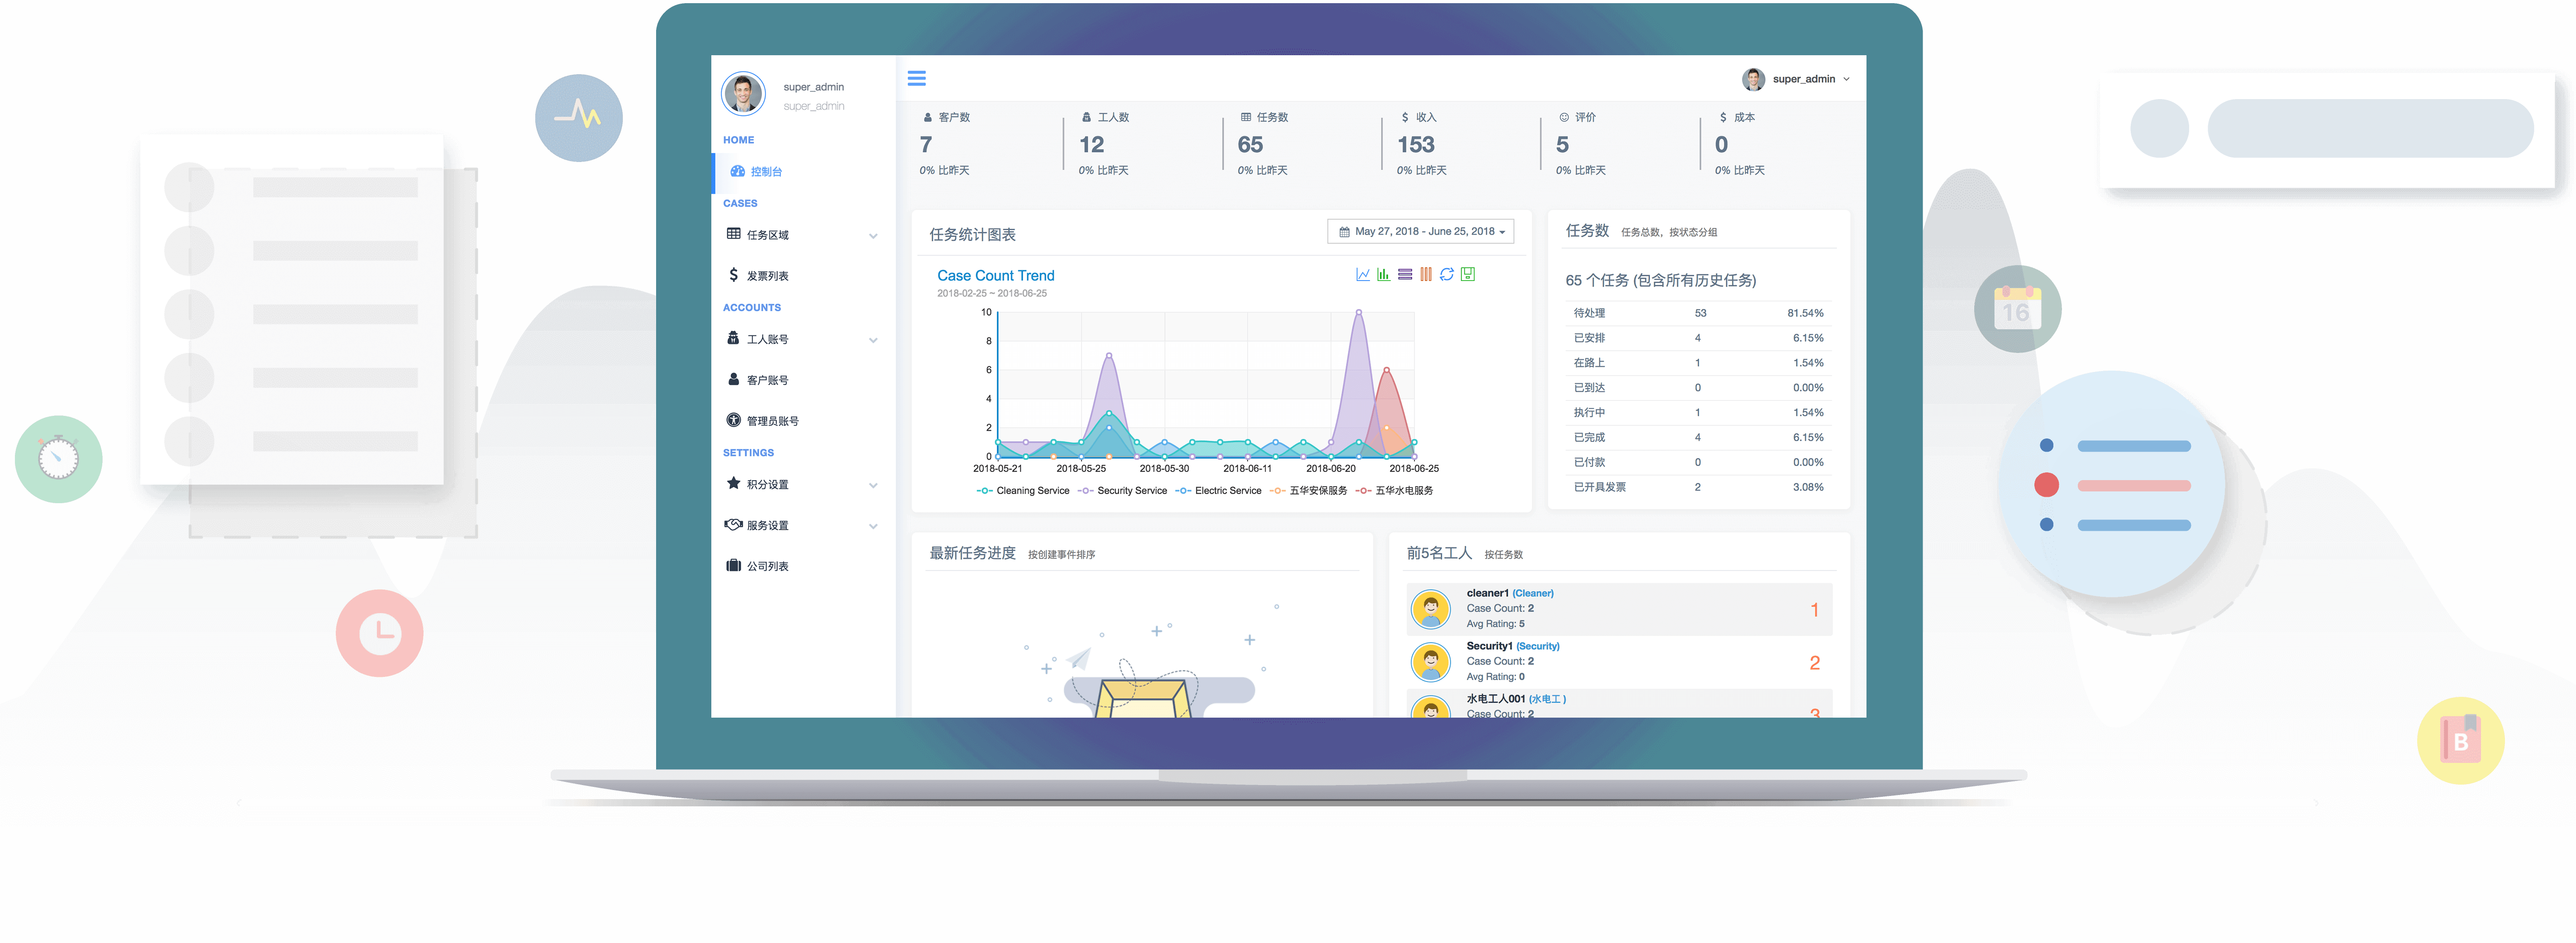 super_admin
super_admin
HOME
控制台
CASES
任务区域
发票列表
ACCOUNTS
工人账号
客户账号
管理员账号
SETTINGS
积分设置
服务设置
公司列表
super_admin
客户数
7
0% 比昨天
工人数
12
0% 比昨天
任务数
65
0% 比昨天
收入
153
0% 比昨天
评价
5
0% 比昨天
成本
0
0% 比昨天
任务统计图表
May 27, 2018 - June 25, 2018
Case Count Trend
2018-02-25 ~ 2018-06-25
10
8
6
4
2
0
2018-05-21 2018-05-25 2018-05-30 2018-06-11 2018-06-20 2018-06-25
Cleaning Service Security Service Electric Service 五华安保服务 五华水电服务
任务数 任务总数，按状态分组
65 个任务 (包含所有历史任务)
待处理 53 81.54%
已安排 4 6.15%
在路上 1 1.54%
已到达 0 0.00%
执行中 1 1.54%
已完成 4 6.15%
已付款 0 0.00%
已开具发票 2 3.08%
最新任务进度 按创建事件排序
前5名工人 按任务数
cleaner1 (Cleaner)
Case Count: 2
Avg Rating: 5
1
Security1 (Security)
Case Count: 2
Avg Rating: 0
2
水电工人001 (水电工 )
Case Count: 2
3
16
B